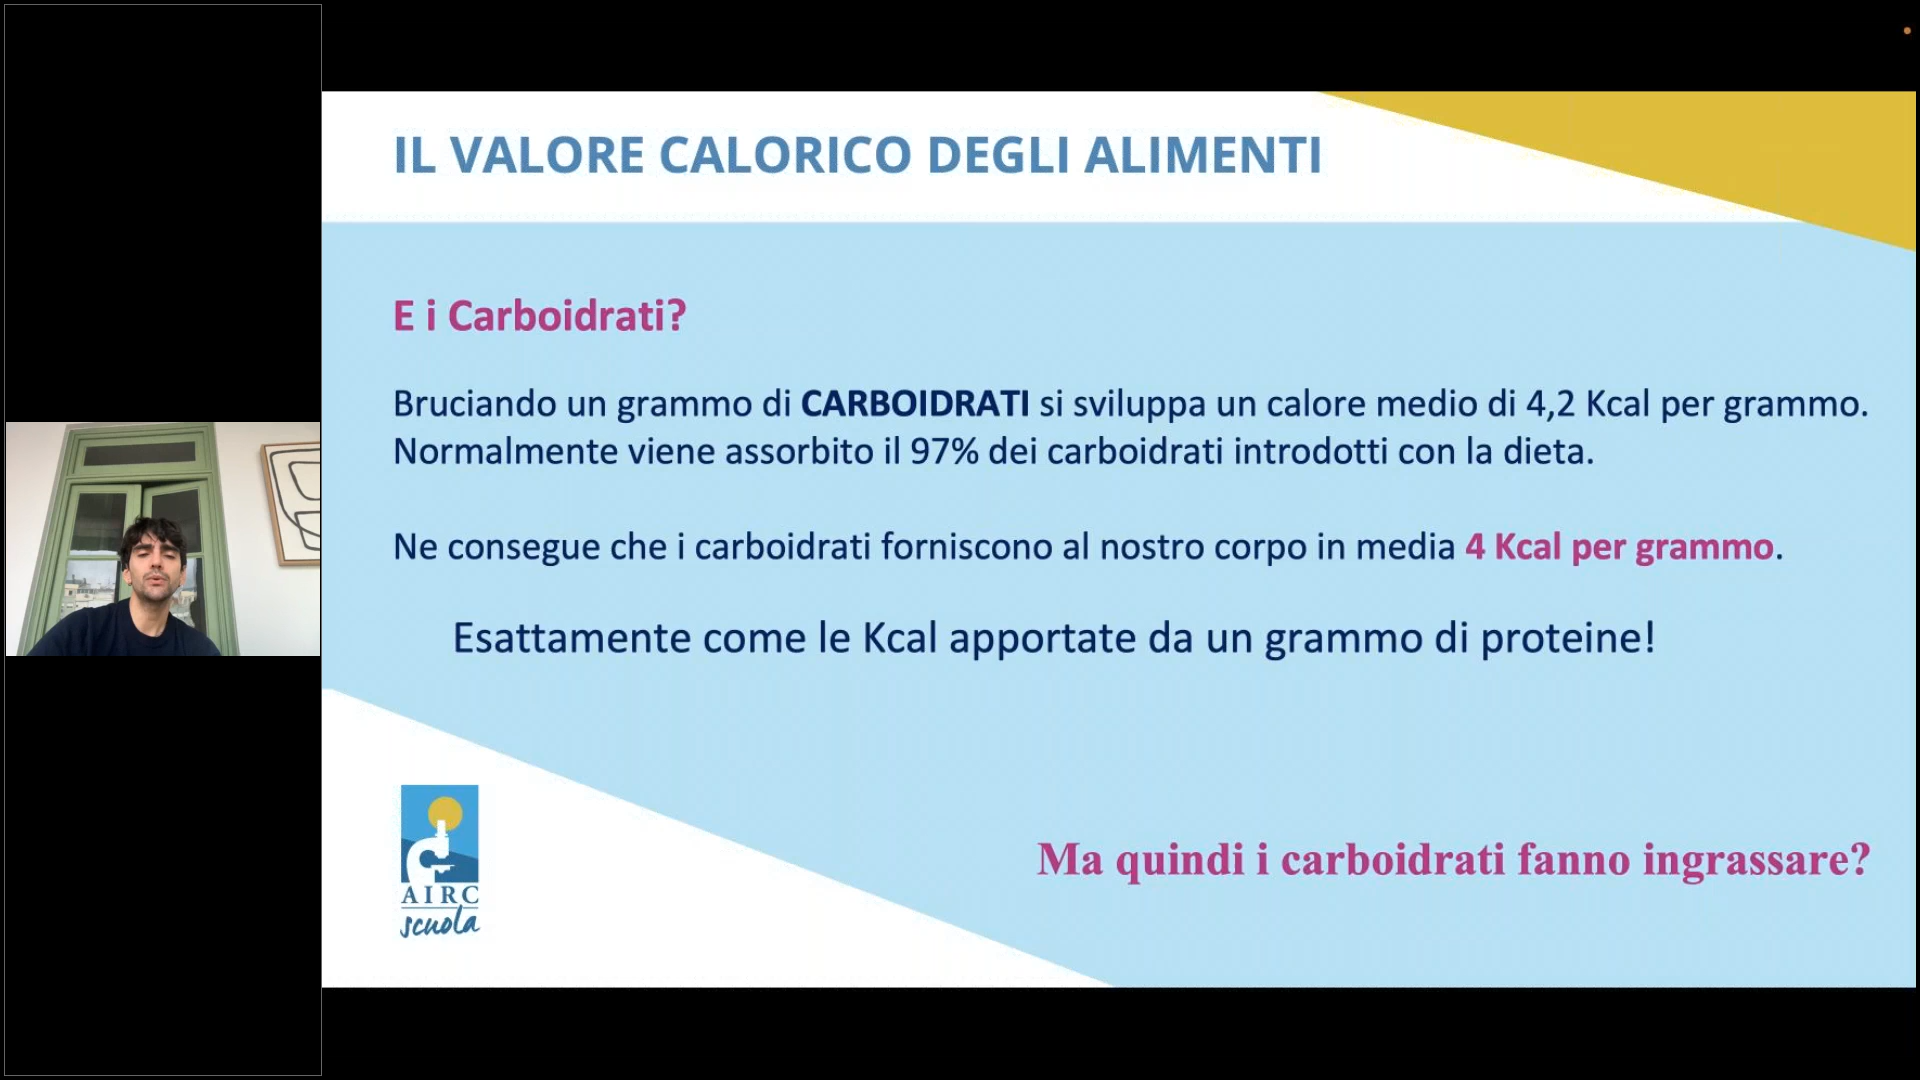 IL VALORE CALORICO DEGLI ALIMENTI
E i Carboidrati?
Bruciando un grammo di CARBOIDRATI si sviluppa un calore medio di 4,2 Kcal per grammo.
Normalmente viene assorbito il 97% dei carboidrati introdotti con la dieta.
Ne consegue che i carboidrati forniscono al nostro corpo in media 4 Kcal per grammo.
Esattamente come le Kcal apportate da un grammo di proteine!
Ma quindi i carboidrati fanno ingrassare?
AIRC
scuola